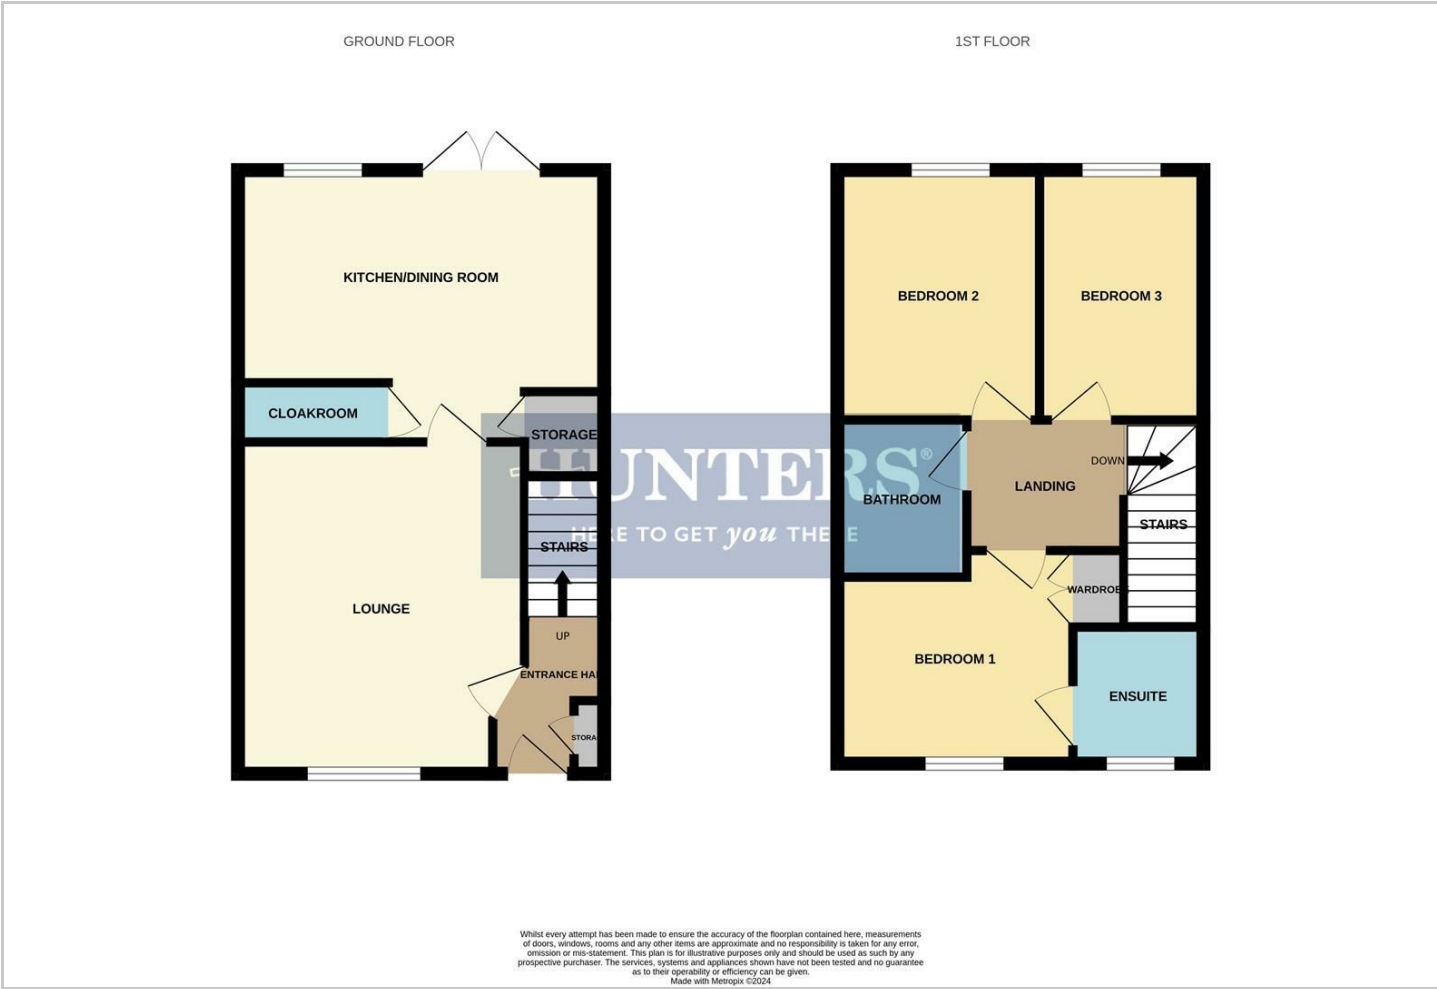 GROUND FLOOR
1ST FLOOR
KITCHEN/DINING ROOM
BEDROOM 2
BEDROOM 3
CLOAKROOM
STORAGE
HUNTERS®
HERE TO GET you THERE
BATHROOM
LANDING
DOWN
STAIRS
STAIRS
LOUNGE
UP
ENTRANCE HA
STORA
WARDROBE
BEDROOM 1
ENSUITE
Whilst every attempt has been made to ensure the accuracy of the floorplan contained here, measurements
of doors, windows, rooms and any other items are approximate and no responsibility is taken for any error,
omission or mis-statement. This plan is for illustrative purposes only and should be used as such by any
prospective purchaser. The services, systems and appliances shown have not been tested and no guarantee
as to their operability or efficiency can be given.
Made with Metropix ©2024